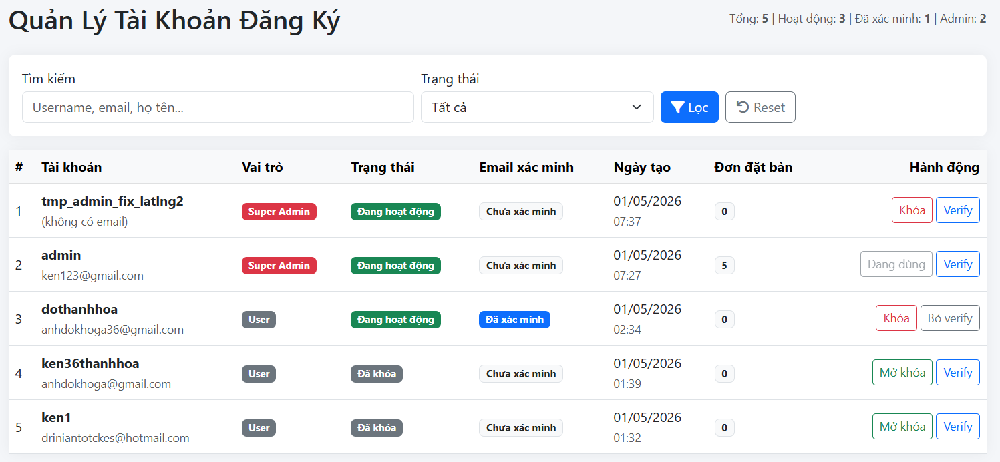 Quản Lý Tài Khoản Đăng Ký
Tổng: 5 | Hoạt động: 3 | Đã xác minh: 1 | Admin: 2
Tìm kiếm
Username, email, họ tên...
Trạng thái
Tất cả
Lọc
Reset
# Tài khoản Vai trò Trạng thái Email xác minh Ngày tạo Đơn đặt bàn Hành động
1 tmp_admin_fix_latlng2 Super Admin Đang hoạt động Chưa xác minh 01/05/2026 0 Khóa Verify
(không có email) 07:37
2 admin Super Admin Đang hoạt động Chưa xác minh 01/05/2026 5 Đang dùng Verify
ken123@gmail.com 07:27
3 dothanhhoa User Đang hoạt động Đã xác minh 01/05/2026 0 Khóa Bỏ verify
anhdokhoga36@gmail.com 02:34
4 ken36thanhhoa User Đã khóa Chưa xác minh 01/05/2026 0 Mở khóa Verify
anhdokhoga@gmail.com 01:39
5 ken1 User Đã khóa Chưa xác minh 01/05/2026 0 Mở khóa Verify
driniantotckes@hotmail.com 01:32